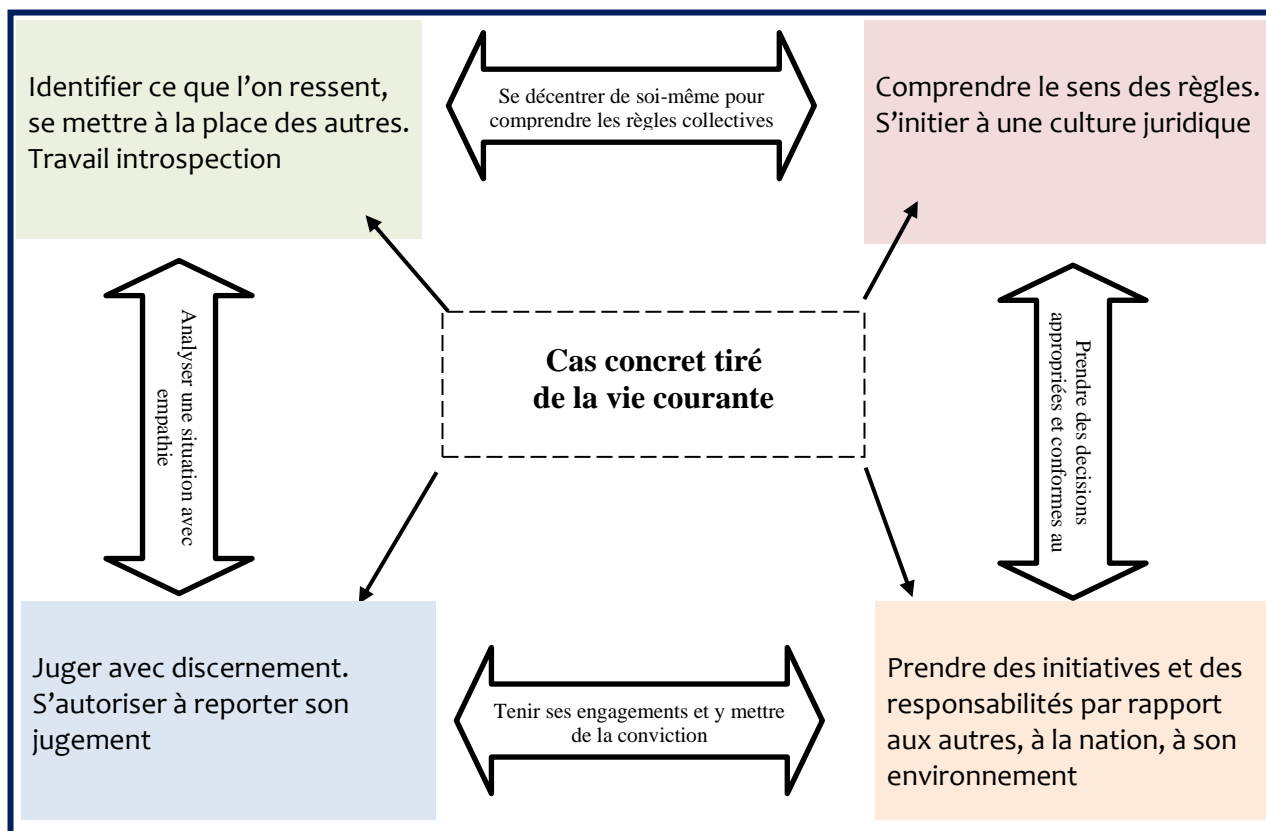 Identifier ce que l’on ressent,
se mettre à la place des autres.
Travail introspection
Se décentrer de soi-même pour
comprendre les règles collectives
Comprendre le sens des règles.
S’initier à une culture juridique
Analyser une situation avec
empathie
Cas concret tiré
de la vie courante
Prendre des decisions
appropriées et conformes au
Juger avec discernement.
S’autoriser à reporter son
jugement
Tenir ses engagements et y mettre
de la conviction
Prendre des initiatives et des
responsabilités par rapport
aux autres, à la nation, à son
environnement